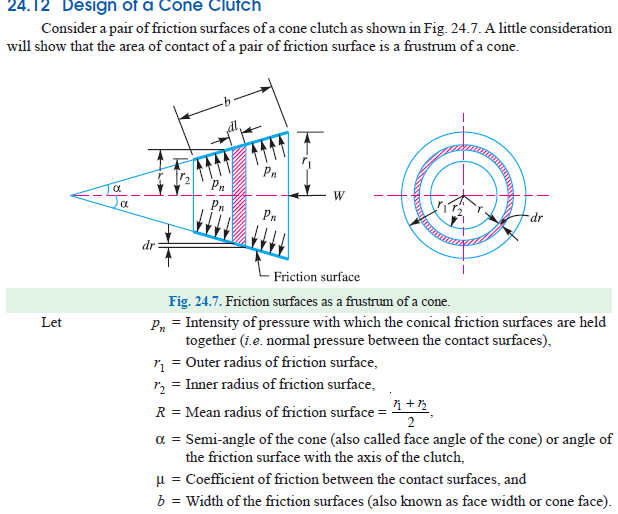 24.12 Design of a Cone Clutch
Consider a pair of friction surfaces of a cone clutch as shown in Fig. 24.7. A little consideration
will show that the area of contact of a pair of friction surface is a frustrum of a cone.
b
dl
r
r₂
pₙ
pₙ
r₁
α
α
W
pₙ
pₙ
dr
Friction surface
r₁
r₂
r
dr
Fig. 24.7. Friction surfaces as a frustrum of a cone.
Let pₙ = Intensity of pressure with which the conical friction surfaces are held
together (i.e. normal pressure between the contact surfaces),
r₁ = Outer radius of friction surface,
r₂ = Inner radius of friction surface,
R = Mean radius of friction surface = (r₁ + r₂)/2,
α = Semi-angle of the cone (also called face angle of the cone) or angle of
the friction surface with the axis of the clutch,
μ = Coefficient of friction between the contact surfaces, and
b = Width of the friction surfaces (also known as face width or cone face).